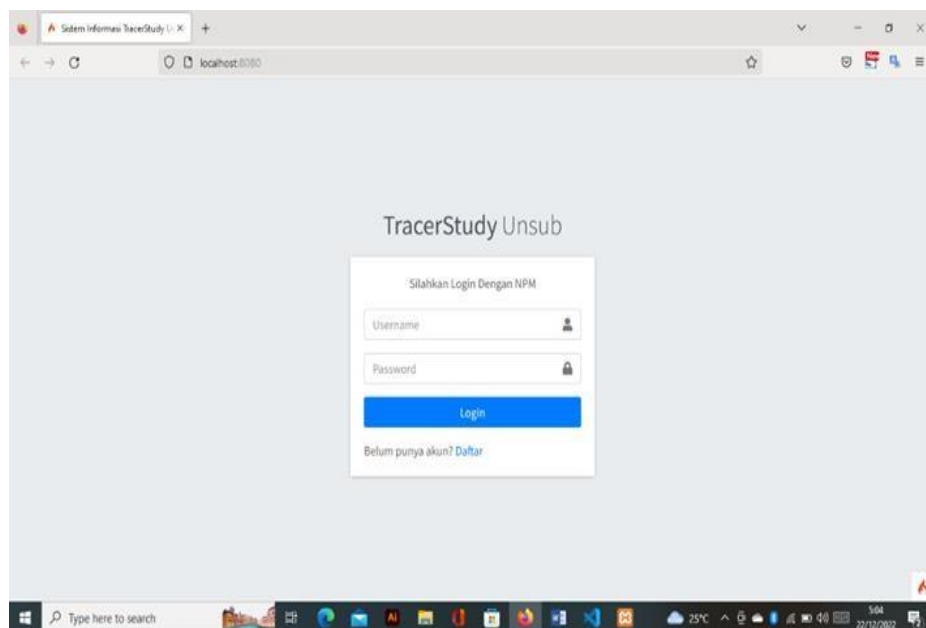 Sistem Informasi TracerStudy U
localhost:8080
TracerStudy Unsub
Silahkan Login Dengan NPM
Username
Password
Login
Belum punya akun? Daftar
Type here to search
25°C
5:04
22/12/2022